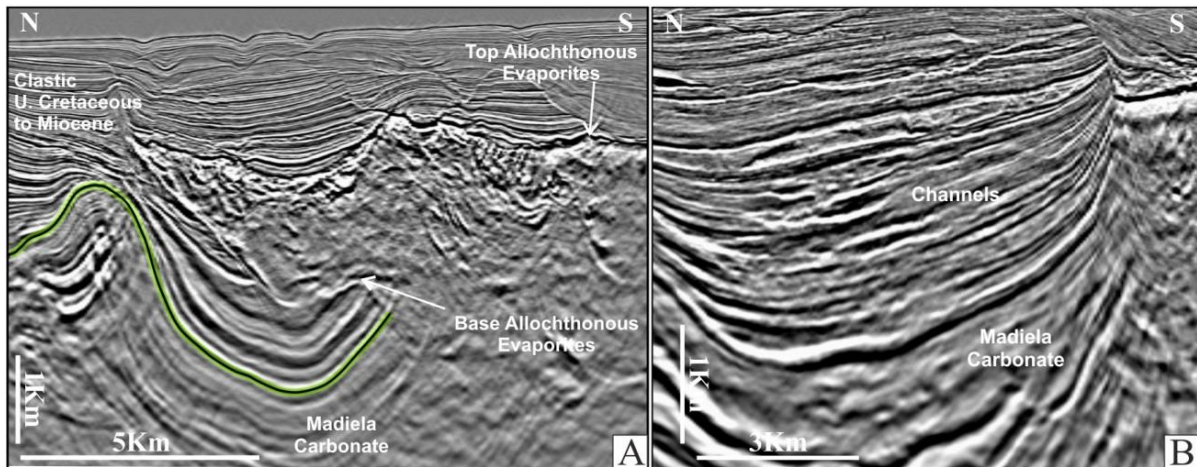 N
S
Top Allochthonous
Evaporites
Clastic
U. Cretaceous
to Miocene
Base Allochthonous
Evaporites
Madiela
Carbonate
1Km
5Km
A
N
S
Channels
Madiela
Carbonate
1Km
3Km
B